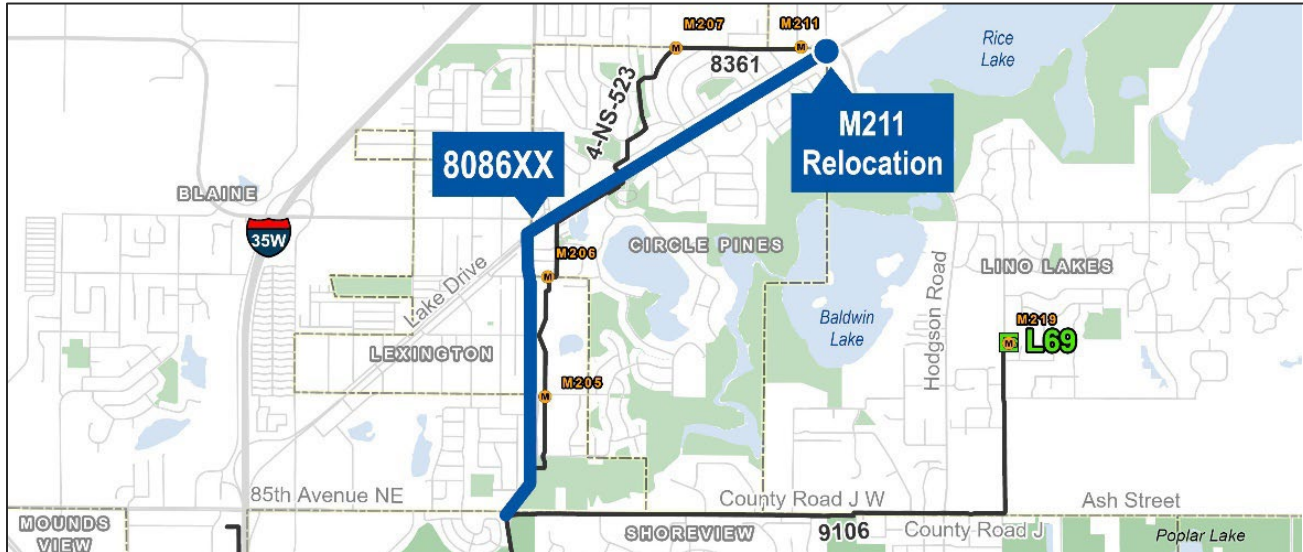 M207
M211
Rice
Lake
8361
4-NS-523
M211
Relocation
8086XX
BLAINE
35W
M206
CIRCLE PINES
LINO LAKES
Lake Drive
Hodgson Road
Baldwin
Lake
M219
M
L69
LEXINGTON
M205
85th Avenue NE
County Road J W
Ash Street
MOUNDS
VIEW
SHOREVIEW
9106
County Road J
Poplar Lake